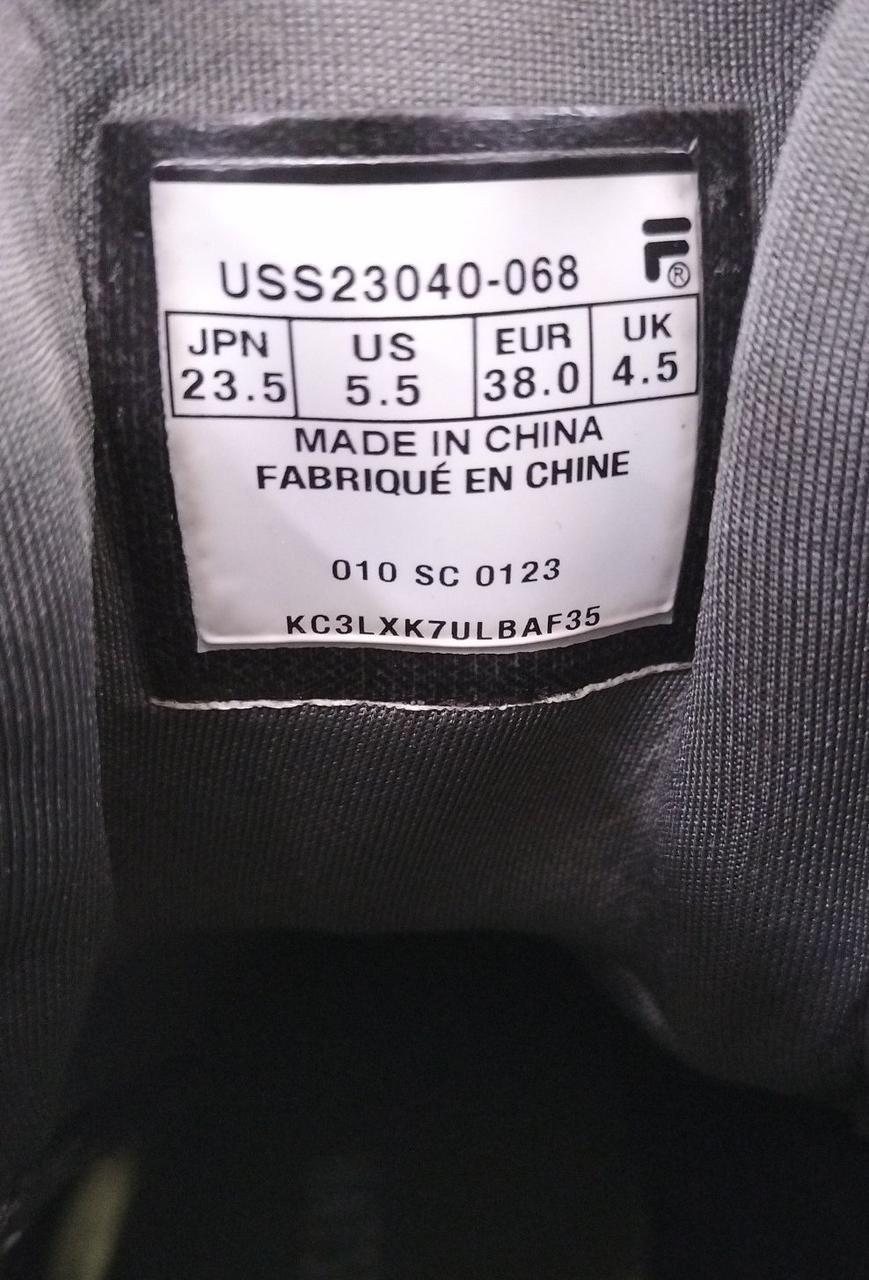 USS23040-068
JPN US EUR UK
23.5 5.5 38.0 4.5
MADE IN CHINA
FABRIQUÉ EN CHINE
010 SC 0123
KC3LXK7ULBAF35